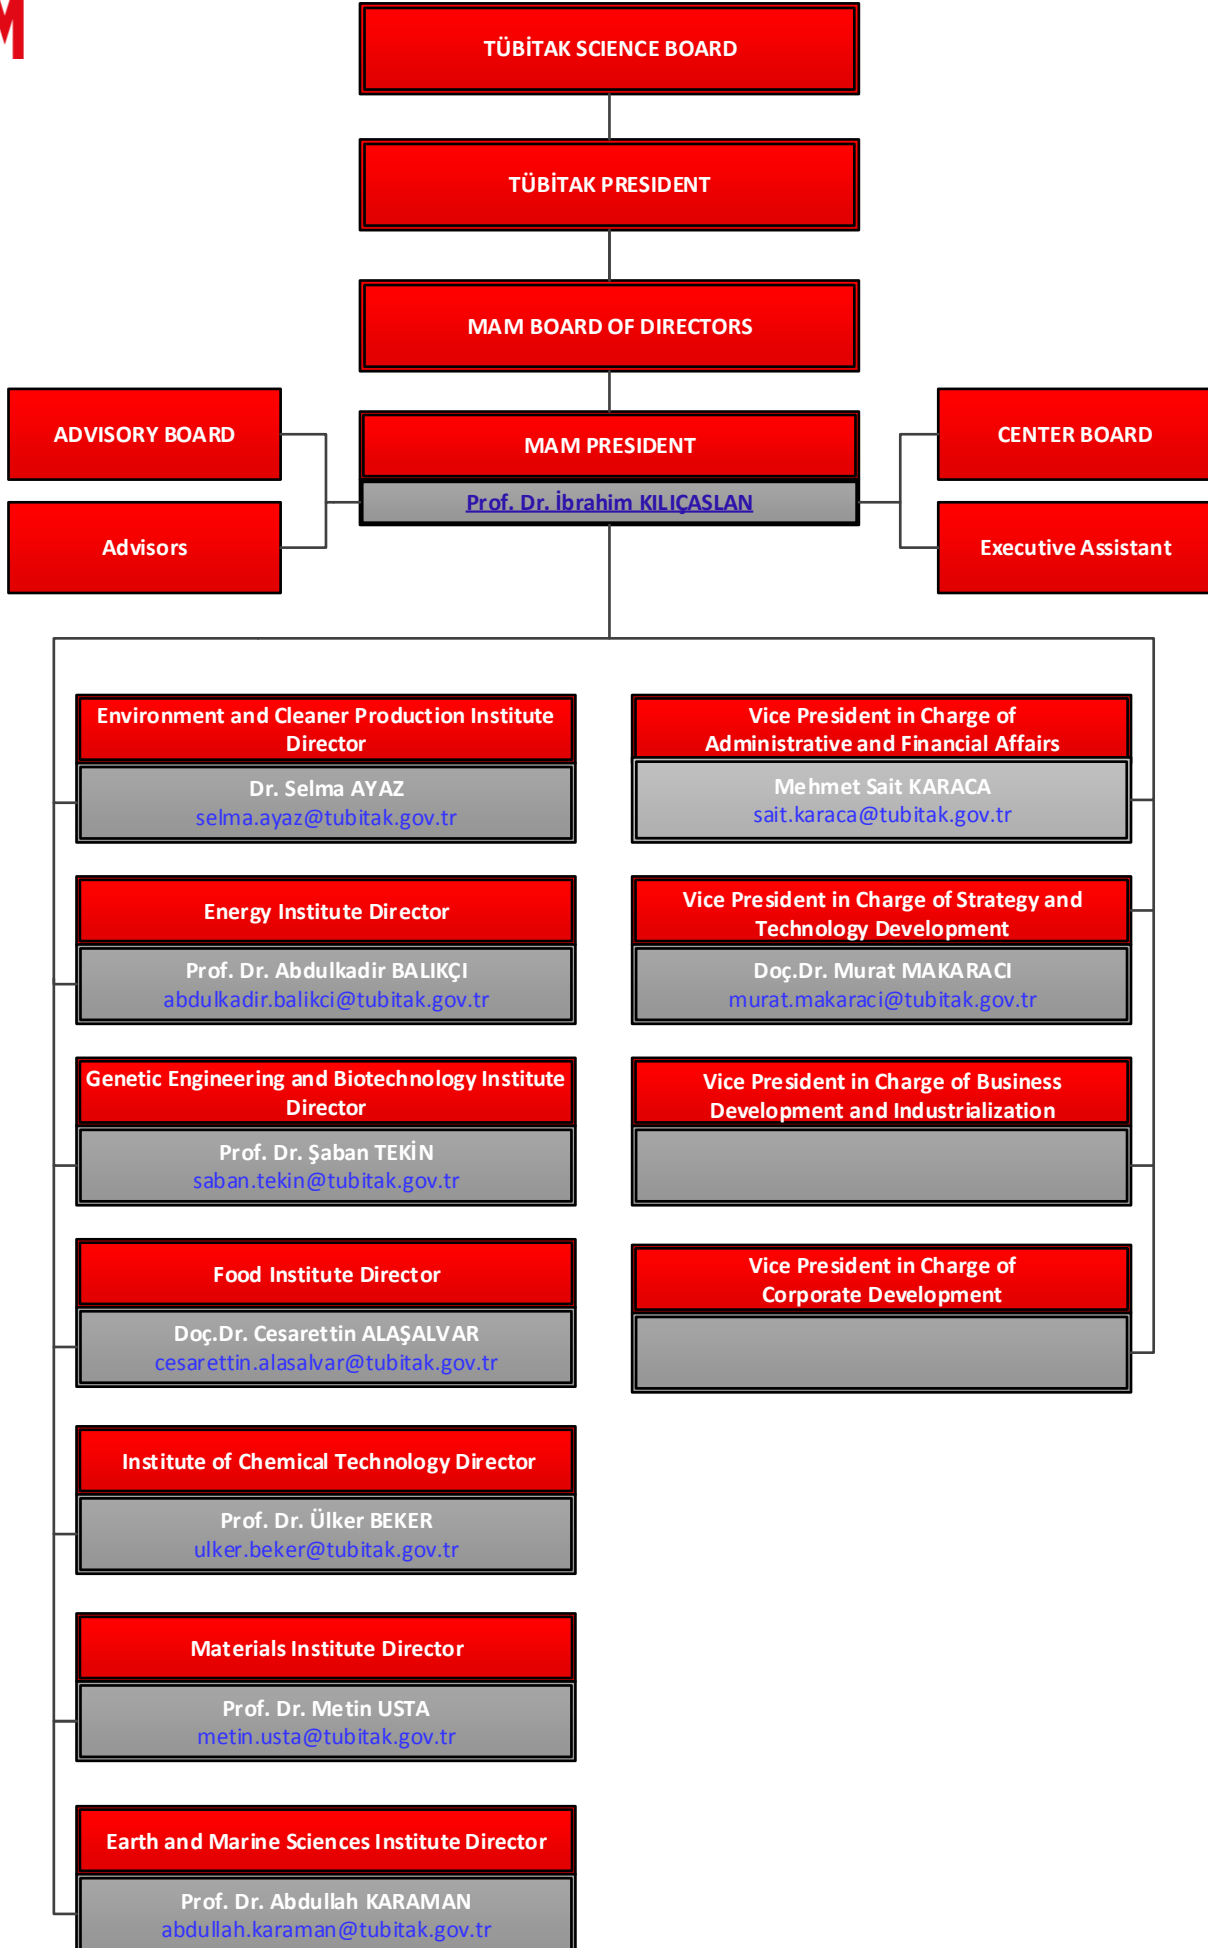 TÜBİTAK SCIENCE BOARD
TÜBİTAK PRESIDENT
MAM BOARD OF DIRECTORS
ADVISORY BOARD
MAM PRESIDENT
CENTER BOARD
Prof. Dr. İbrahim KILIÇASLAN
Advisors
Executive Assistant
Environment and Cleaner Production Institute
Director
Dr. Selma AYAZ
selma.ayaz@tubitak.gov.tr
Energy Institute Director
Prof. Dr. Abdulkadir BALIKÇI
abdulkadir.balikci@tubitak.gov.tr
Genetic Engineering and Biotechnology Institute
Director
Prof. Dr. Şaban TEKİN
saban.tekin@tubitak.gov.tr
Food Institute Director
Doç.Dr. Cesarettin ALAŞALVAR
cesarettin.alasalvar@tubitak.gov.tr
Institute of Chemical Technology Director
Prof. Dr. Ülker BEKER
ulker.beker@tubitak.gov.tr
Materials Institute Director
Prof. Dr. Metin USTA
metin.usta@tubitak.gov.tr
Earth and Marine Sciences Institute Director
Prof. Dr. Abdullah KARAMAN
abdullah.karaman@tubitak.gov.tr
Vice President in Charge of
Administrative and Financial Affairs
Mehmet Sait KARACA
sait.karaca@tubitak.gov.tr
Vice President in Charge of Strategy and
Technology Development
Doç.Dr. Murat MAKARACI
murat.makaraci@tubitak.gov.tr
Vice President in Charge of Business
Development and Industrialization
Vice President in Charge of
Corporate Development